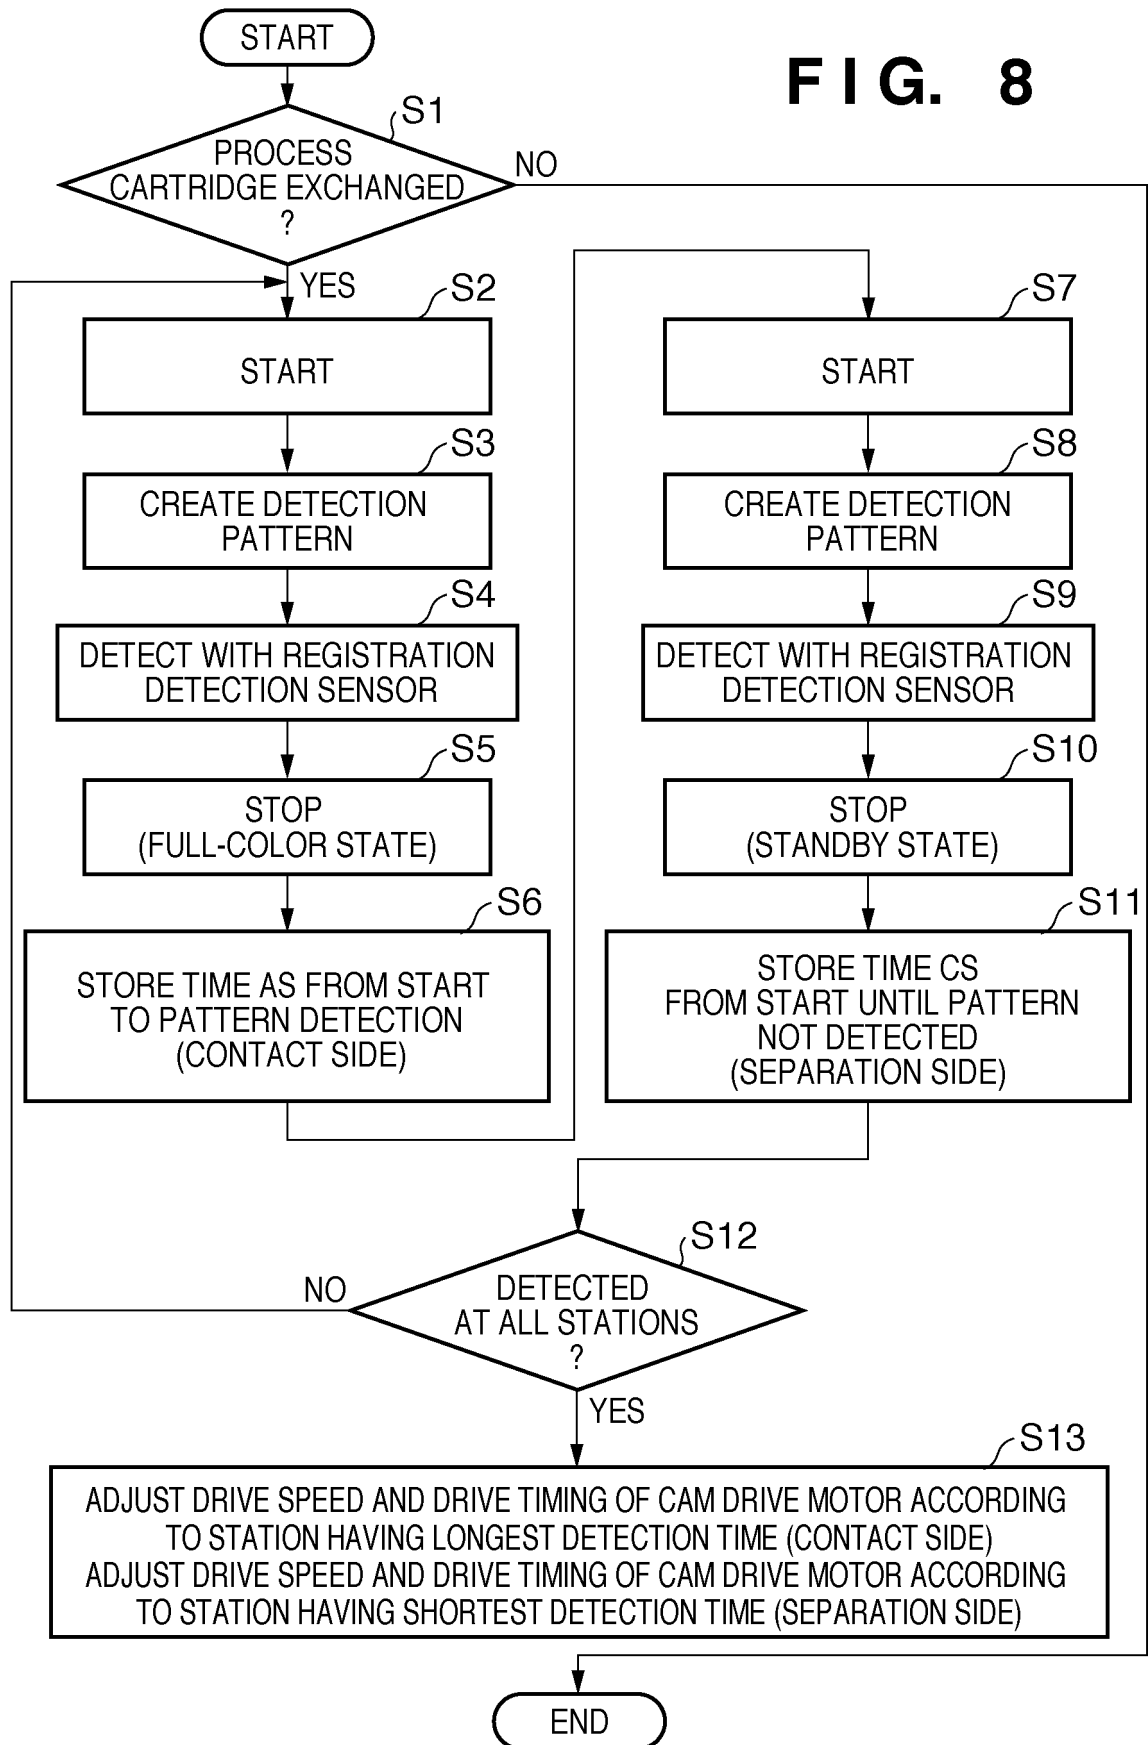 START
FIG. 8
S1
PROCESS
CARTRIDGE EXCHANGED
?
NO
YES
S2
START
S3
CREATE DETECTION
PATTERN
S4
DETECT WITH REGISTRATION
DETECTION SENSOR
S5
STOP
(FULL-COLOR STATE)
S6
STORE TIME AS FROM START
TO PATTERN DETECTION
(CONTACT SIDE)
S7
START
S8
CREATE DETECTION
PATTERN
S9
DETECT WITH REGISTRATION
DETECTION SENSOR
S10
STOP
(STANDBY STATE)
S11
STORE TIME CS
FROM START UNTIL PATTERN
NOT DETECTED
(SEPARATION SIDE)
S12
DETECTED
AT ALL STATIONS
?
NO
YES
S13
ADJUST DRIVE SPEED AND DRIVE TIMING OF CAM DRIVE MOTOR ACCORDING
TO STATION HAVING LONGEST DETECTION TIME (CONTACT SIDE)
ADJUST DRIVE SPEED AND DRIVE TIMING OF CAM DRIVE MOTOR ACCORDING
TO STATION HAVING SHORTEST DETECTION TIME (SEPARATION SIDE)
END